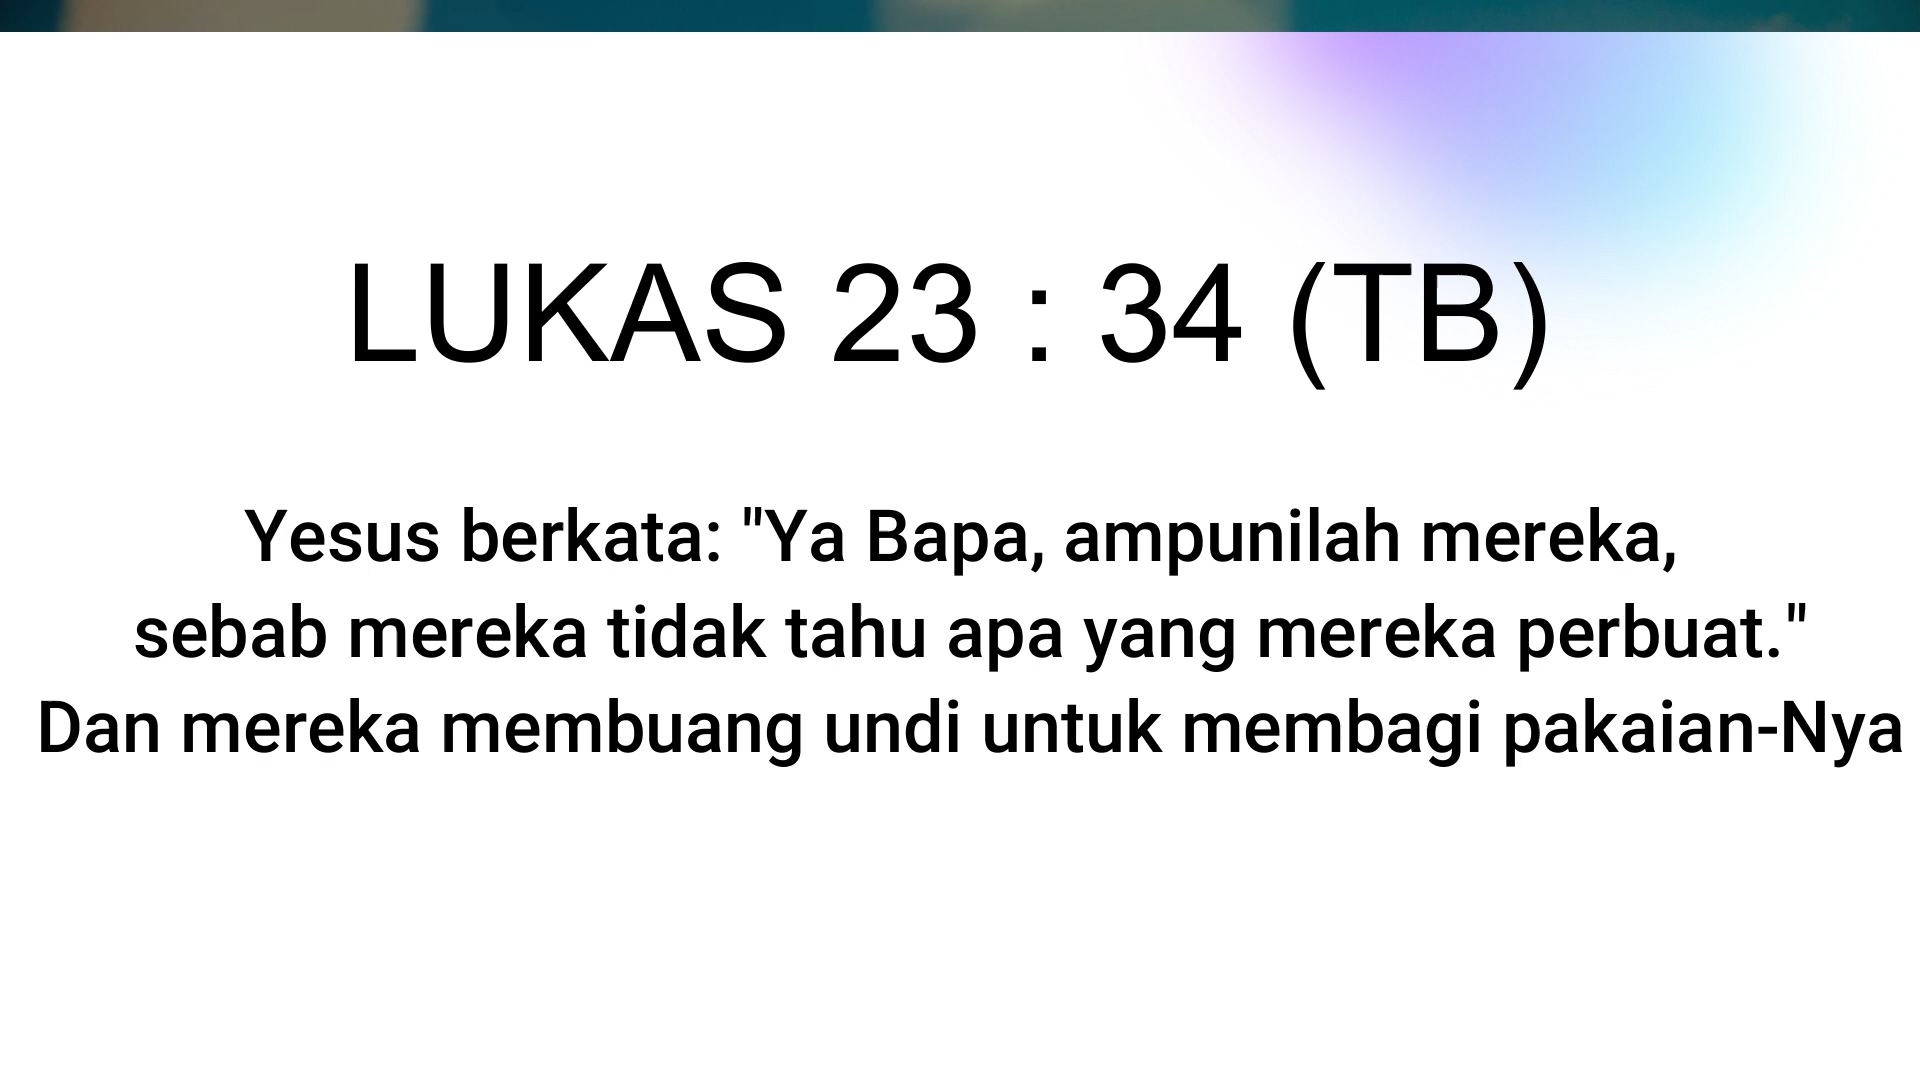 LUKAS 23 : 34 (TB)
Yesus berkata: "Ya Bapa, ampunilah mereka,
sebab mereka tidak tahu apa yang mereka perbuat."
Dan mereka membuang undi untuk membagi pakaian-Nya